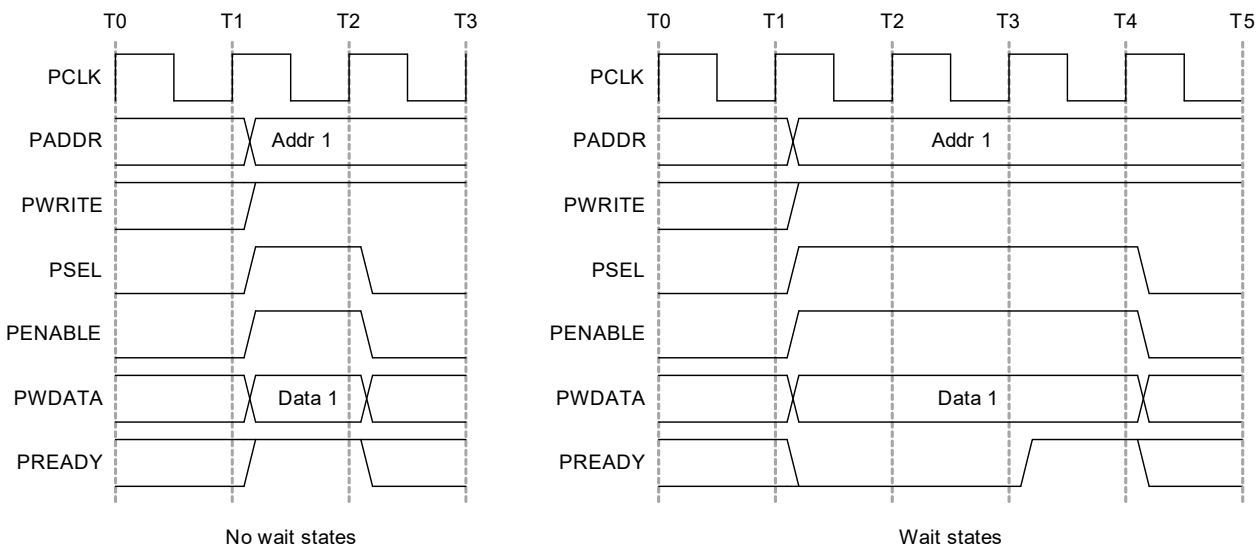 T0 T1 T2 T3 T0 T1 T2 T3 T4 T5
PCLK PCLK
PADDR Addr 1 PADDR Addr 1
PWRITE PWRITE
PSEL PSEL
PENABLE PENABLE
PWDATA Data 1 PWDATA Data 1
PREADY PREADY
No wait states Wait states